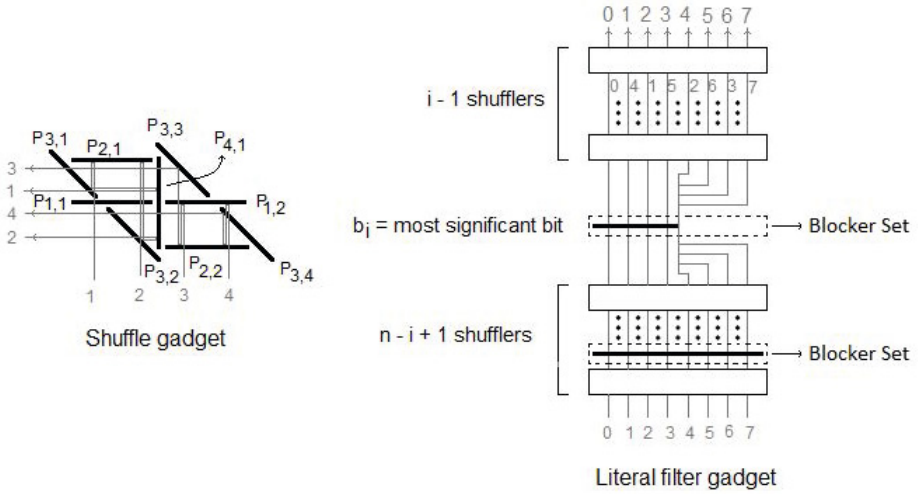 P3,1
P2,1
P3,3
P4,1
3
1
4
2
P1,1
P1,2
P3,2
P2,2
P3,4
1 2 3 4
Shuffle gadget
0 1 2 3 4 5 6 7
i - 1 shufflers
0 4 1 5 2 6 3 7
bi = most significant bit
Blocker Set
n - i + 1 shufflers
Blocker Set
0 1 2 3 4 5 6 7
Literal filter gadget